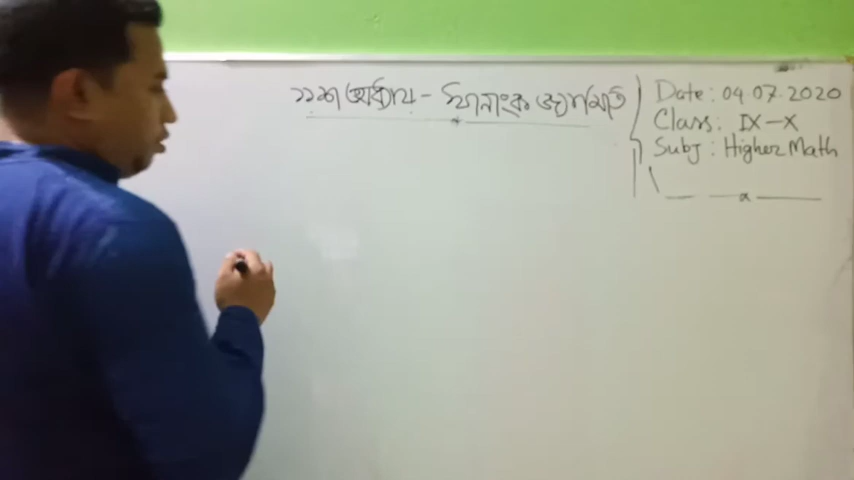 ১১শ অধ্যায় - স্থানাংক জ্যামিতি
Date: 04.07.2020
Class: IX-X
Subj: Higher Math